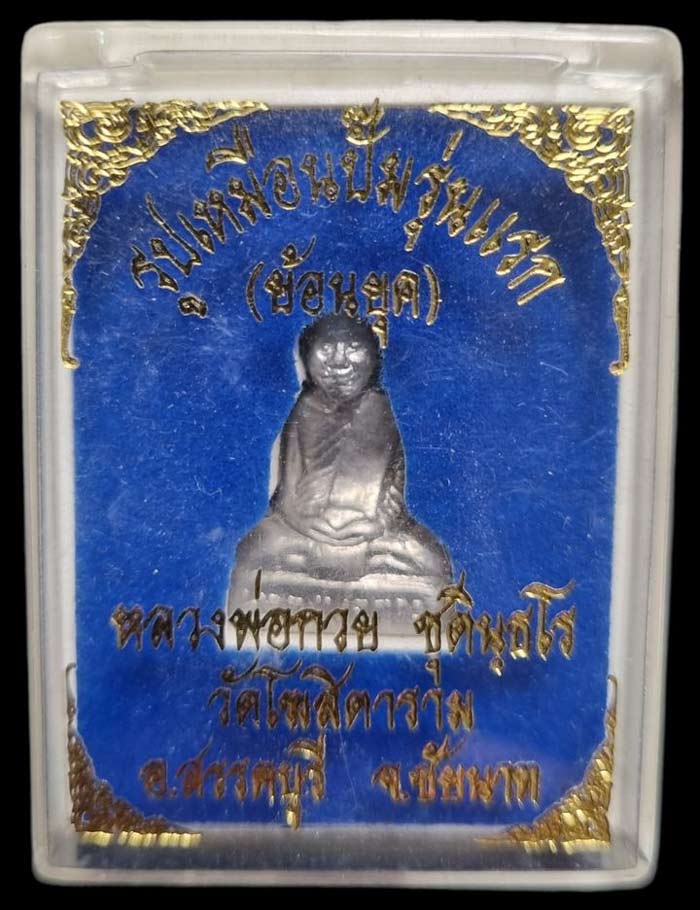 รูปเหมือนปั๊มรุ่นแรก
(ย้อนยุค)
หลวงพ่อกวย ชุตินฺธโร
วัดโฆสิตาราม
อ.สรรคบุรี จ.ชัยนาท